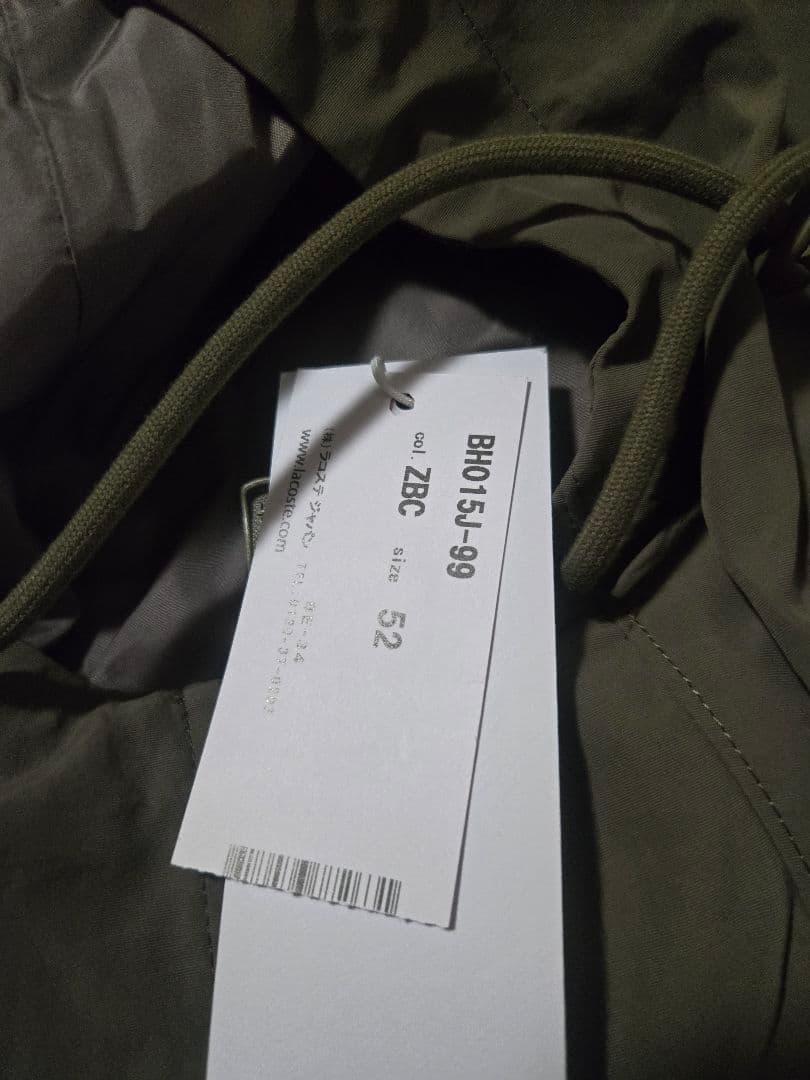 BH015J-99
col. ZBC size 52
(株)ラコステ ジャパン
www.lacoste.com